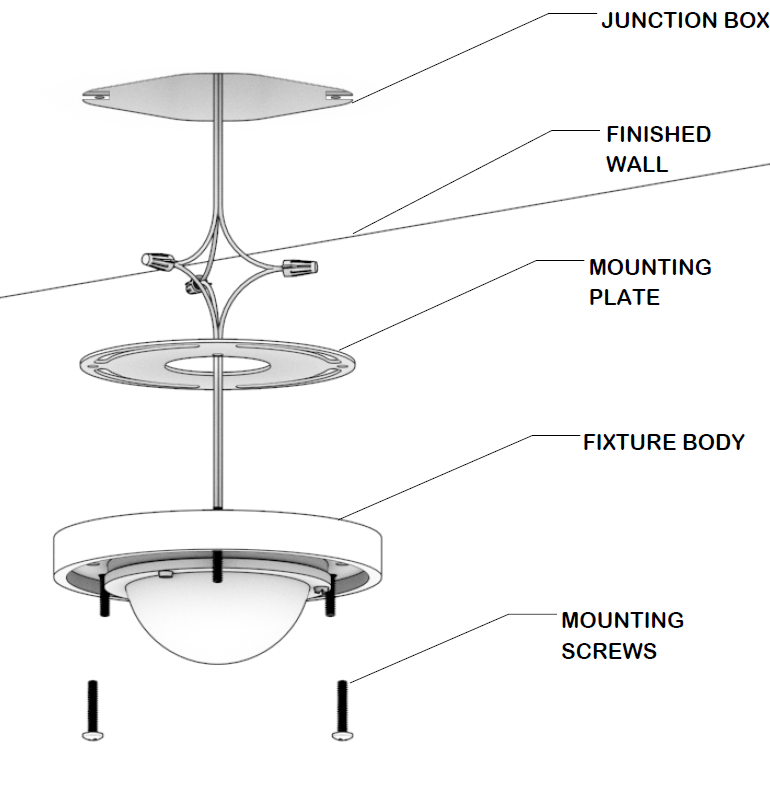 JUNCTION BOX
FINISHED
WALL
MOUNTING
PLATE
FIXTURE BODY
MOUNTING
SCREWS